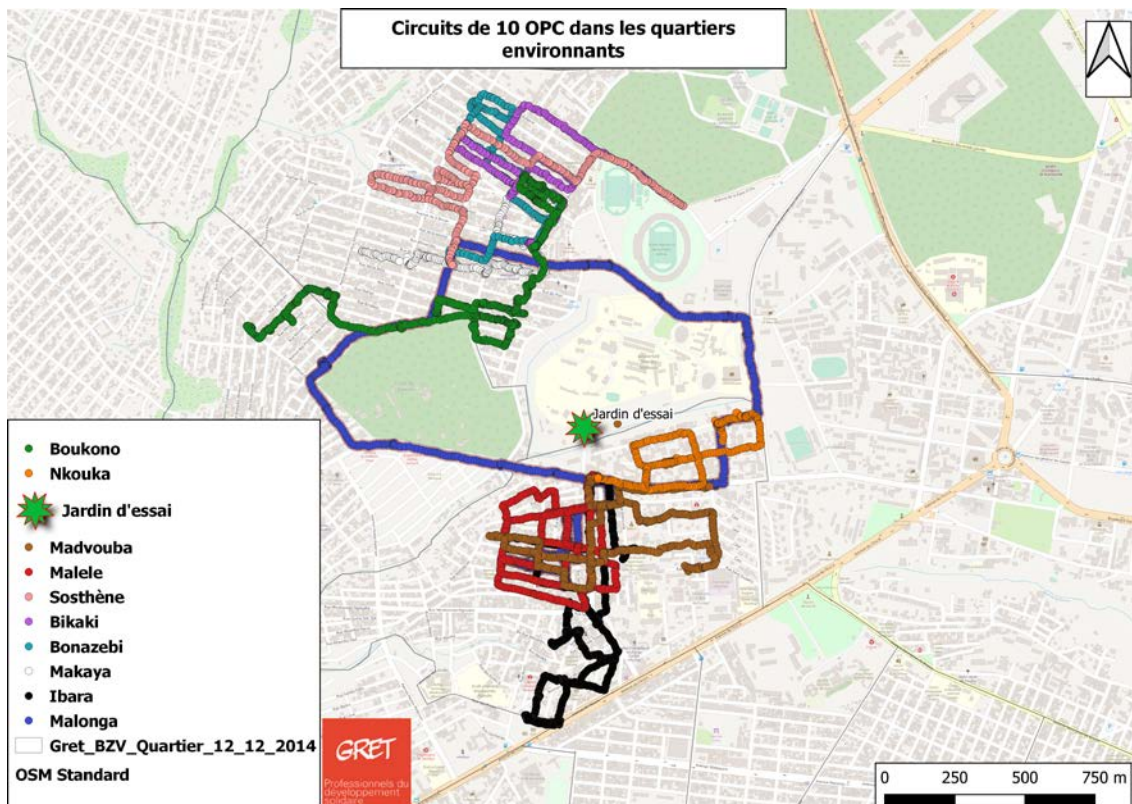 Circuits de 10 OPC dans les quartiers
environnants
Jardin d'essai
Boukono
Nkouka
Jardin d'essai
Madvouba
Malele
Sosthène
Bikaki
Bonazebi
Makaya
Ibara
Malonga
Gret_BZV_Quartier_12_12_2014
OSM Standard
GRET
Professionnels du
développement
solidaire
0 250 500 750 m